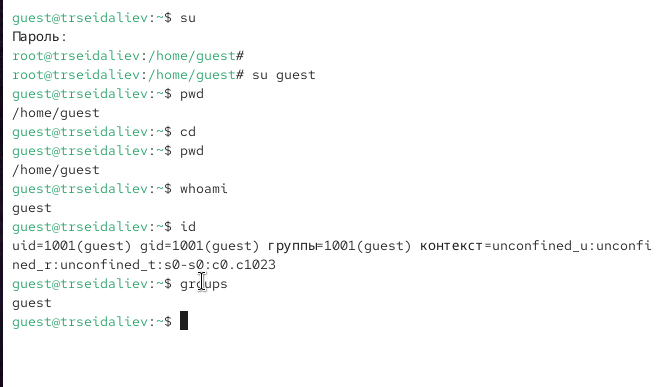 guest@trseidaliev:~$ su
Пароль:
root@trseidaliev:/home/guest#
root@trseidaliev:/home/guest# su guest
guest@trseidaliev:~$ pwd
/home/guest
guest@trseidaliev:~$ cd
guest@trseidaliev:~$ pwd
/home/guest
guest@trseidaliev:~$ whoami
guest
guest@trseidaliev:~$ id
uid=1001(guest) gid=1001(guest) группы=1001(guest) контекст=unconfined_u:unconfi
ned_r:unconfined_t:s0-s0:c0.c1023
guest@trseidaliev:~$ groups
guest
guest@trseidaliev:~$